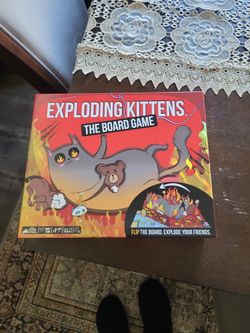 EXPLODING KITTENS
THE BOARD GAME
FLIP THE BOARD. EXPLODE YOUR FRIENDS.